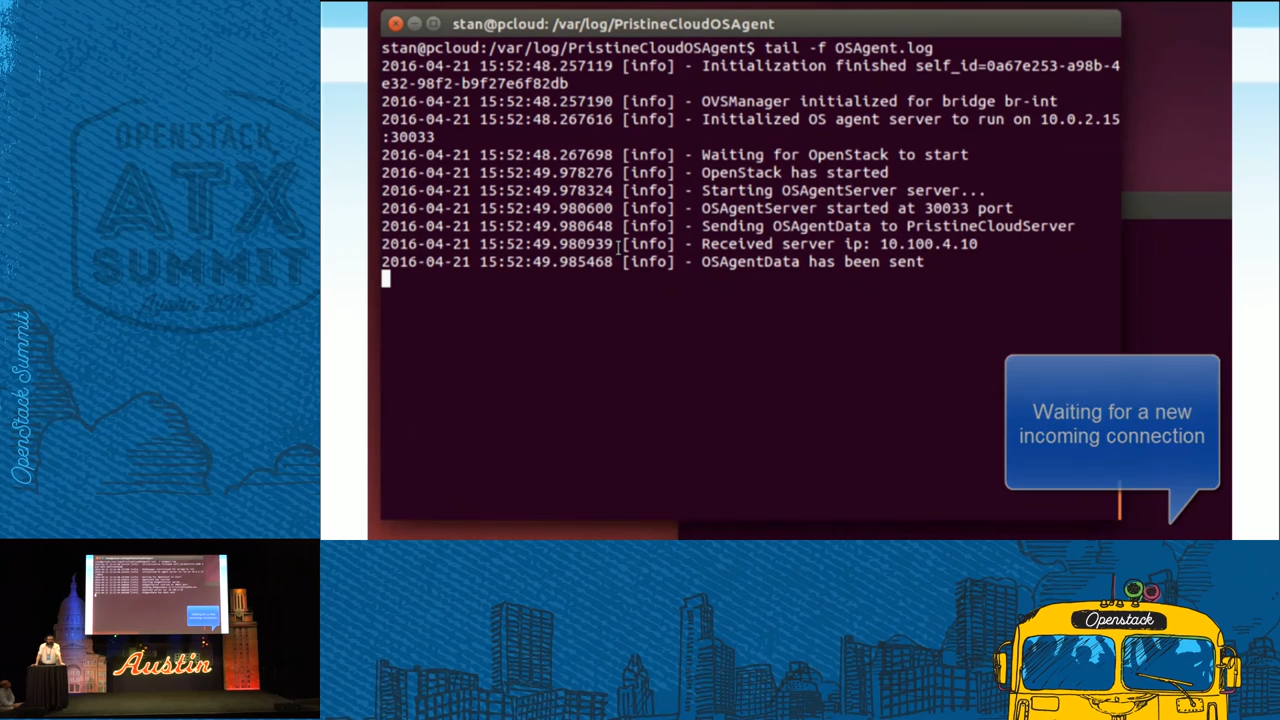 stan@pcloud: /var/log/PristineCloudOSAgent
stan@pcloud:/var/log/PristineCloudOSAgent$ tail -f OSAgent.log
2016-04-21 15:52:48.257119 [info] - Initialization finished self_id=0a67e253-a98b-4
e32-98f2-b9f27e6f82db
2016-04-21 15:52:48.257190 [info] - OVSManager initialized for bridge br-int
2016-04-21 15:52:48.267616 [info] - Initialized OS agent server to run on 10.0.2.15
:30033
2016-04-21 15:52:48.267698 [info] - Waiting for OpenStack to start
2016-04-21 15:52:49.978276 [info] - OpenStack has started
2016-04-21 15:52:49.978324 [info] - Starting OSAgentServer server...
2016-04-21 15:52:49.980600 [info] - OSAgentServer started at 30033 port
2016-04-21 15:52:49.980648 [info] - Sending OSAgentData to PristineCloudServer
2016-04-21 15:52:49.980939 [info] - Received server ip: 10.100.4.10
2016-04-21 15:52:49.985468 [info] - OSAgentData has been sent
Waiting for a new
incoming connection
OPENSTACK
ATX
SUMMIT
Austin 2016
OpenStack Summit
Austin
Openstack